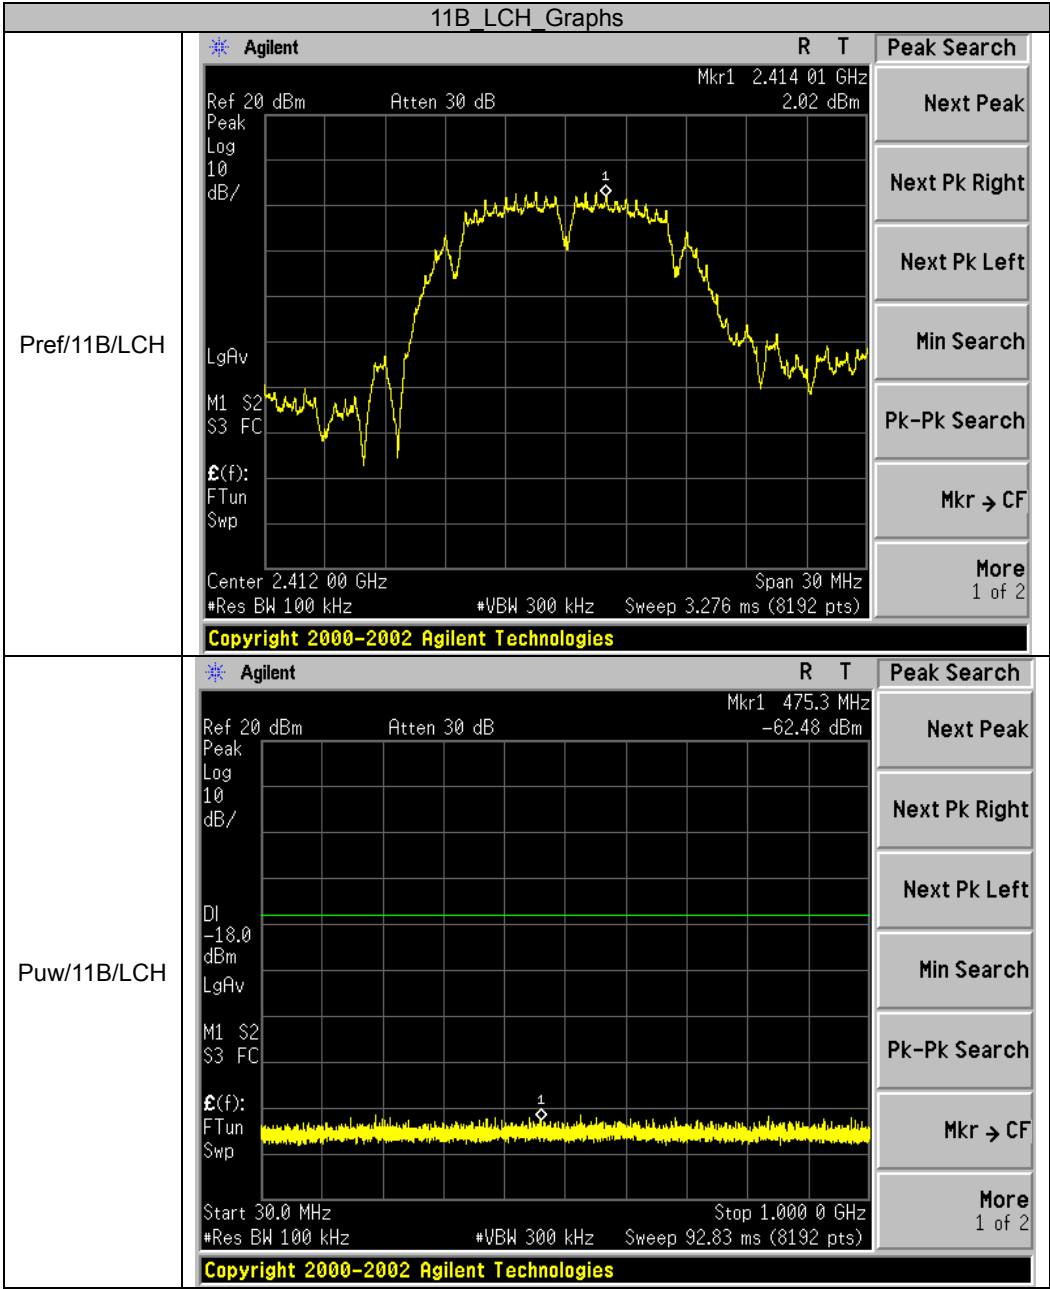 11B_LCH_Graphs
Pref/11B/LCH
Agilent R T Peak Search
Mkr1 2.414 01 GHz
Ref 20 dBm Atten 30 dB 2.02 dBm
Peak
Log
10
dB/
1
LgAv
M1 S2
S3 FC
£(f):
FTun
Swp
Center 2.412 00 GHz Span 30 MHz
#Res BW 100 kHz #VBW 300 kHz Sweep 3.276 ms (8192 pts)
Copyright 2000-2002 Agilent Technologies
Next Peak
Next Pk Right
Next Pk Left
Min Search
Pk-Pk Search
Mkr → CF
More
1 of 2
Puw/11B/LCH
Agilent R T Peak Search
Mkr1 475.3 MHz
Ref 20 dBm Atten 30 dB -62.48 dBm
Peak
Log
10
dB/
DI
-18.0
dBm
LgAv
M1 S2
S3 FC
1
£(f):
FTun
Swp
Start 30.0 MHz Stop 1.000 0 GHz
#Res BW 100 kHz #VBW 300 kHz Sweep 92.83 ms (8192 pts)
Copyright 2000-2002 Agilent Technologies
Next Peak
Next Pk Right
Next Pk Left
Min Search
Pk-Pk Search
Mkr → CF
More
1 of 2